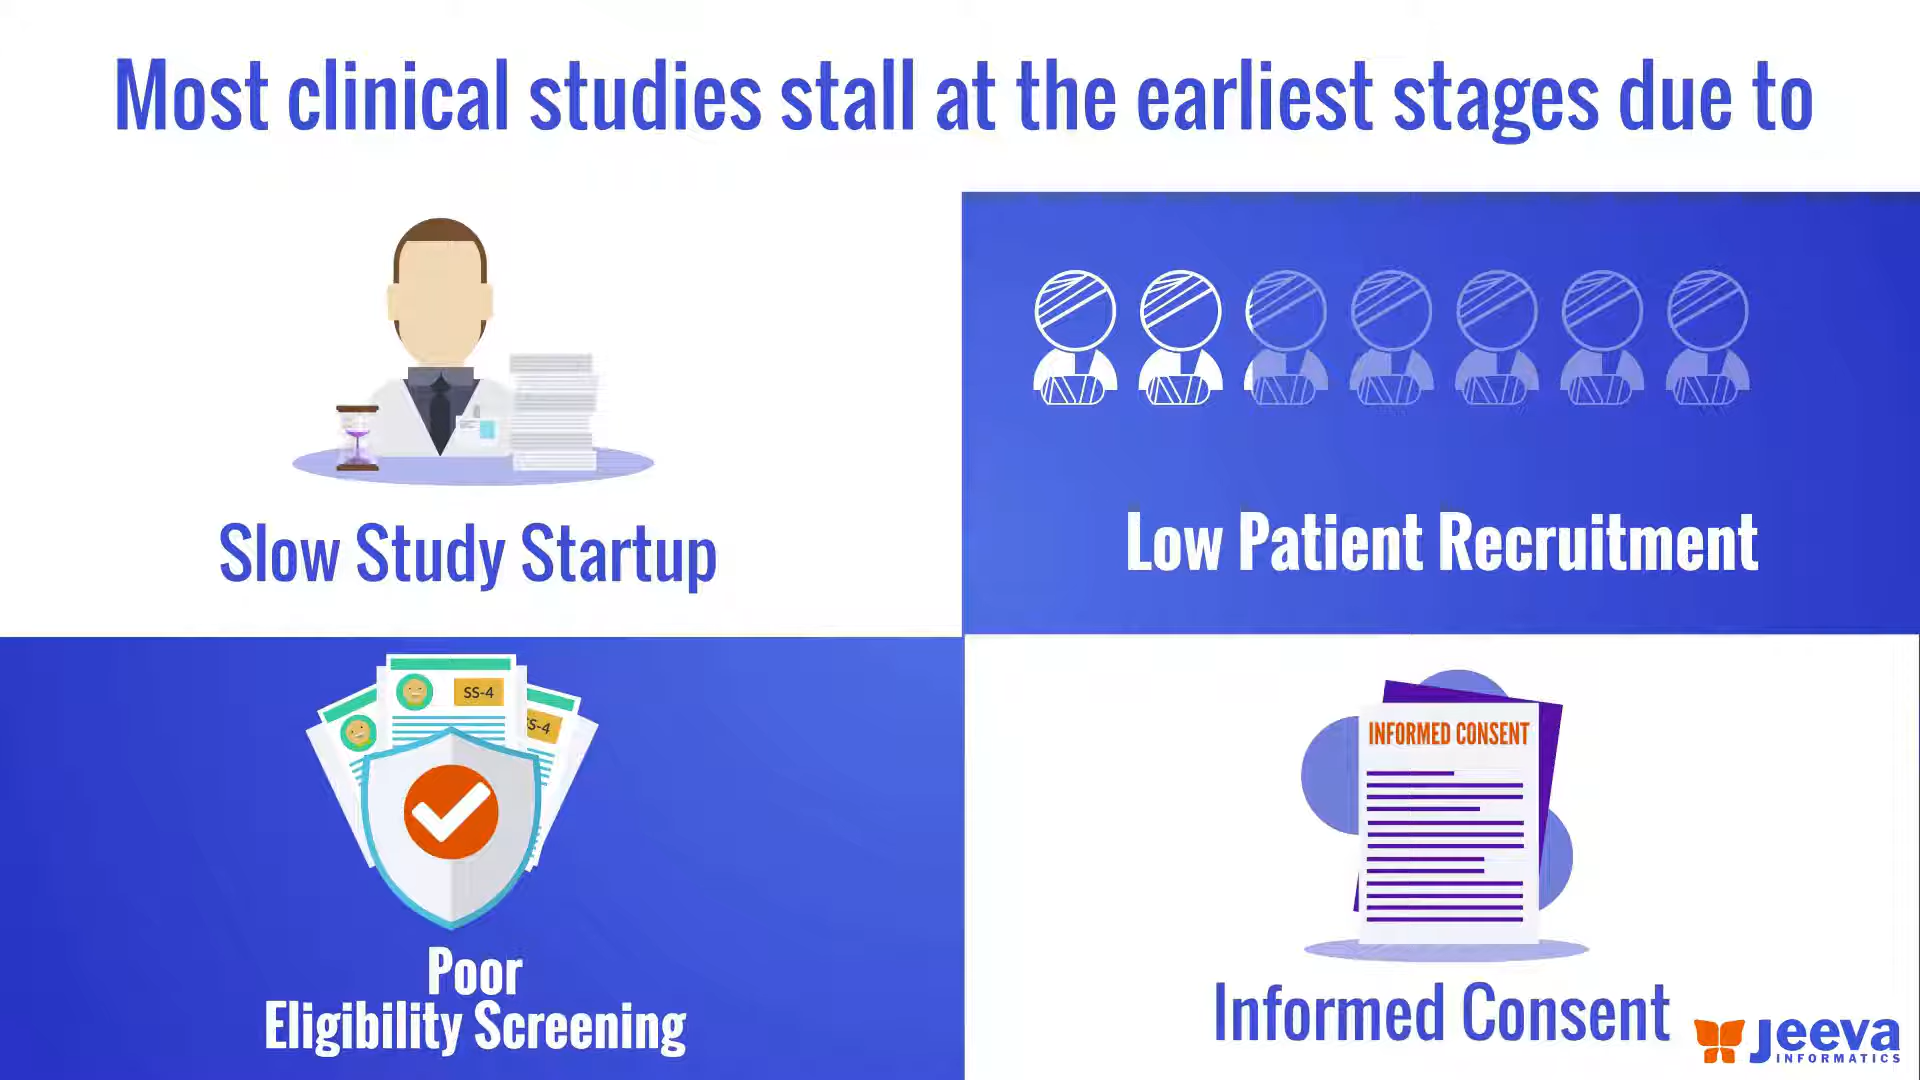 Most clinical studies stall at the earliest stages due to
Slow Study Startup
Low Patient Recruitment
SS-4
SS-4
Poor
Eligibility Screening
INFORMED CONSENT
Informed Consent
Jeeva
INFORMATICS